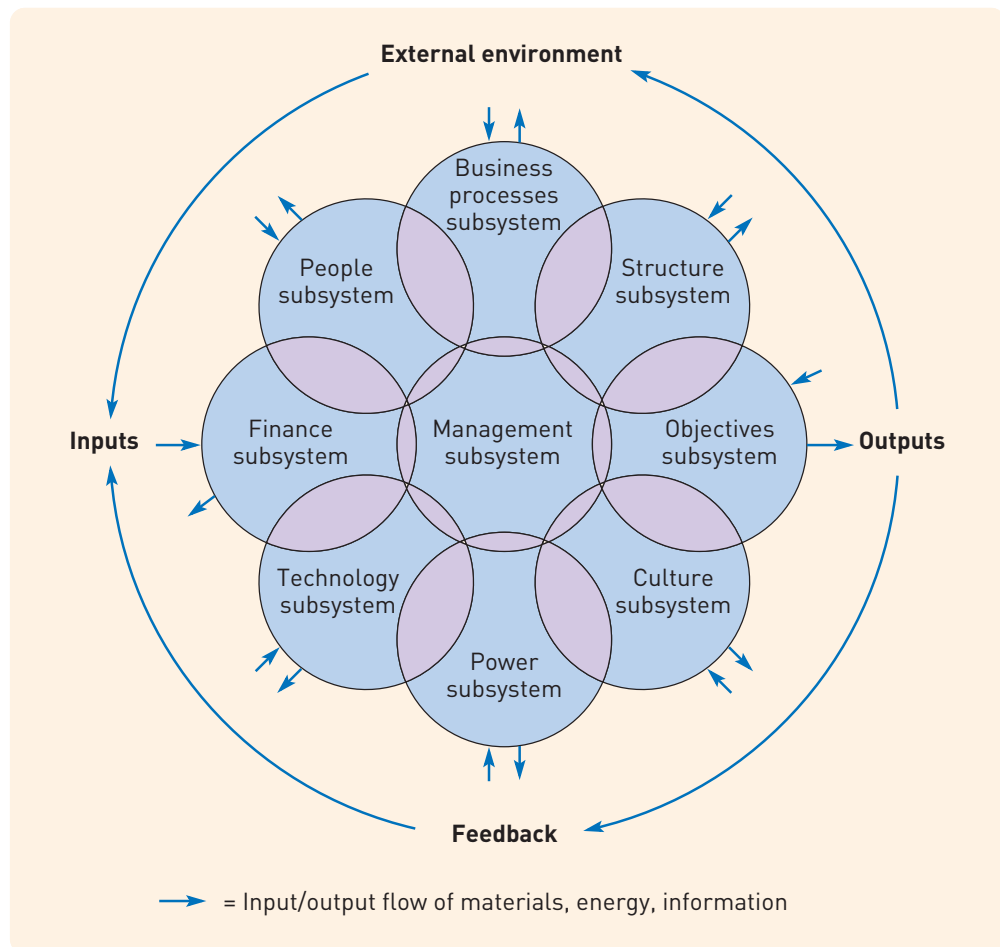 External environment
Business
processes
subsystem
People
subsystem
Structure
subsystem
Inputs
Finance
subsystem
Management
subsystem
Objectives
subsystem
Outputs
Technology
subsystem
Culture
subsystem
Power
subsystem
Feedback
= Input/output flow of materials, energy, information